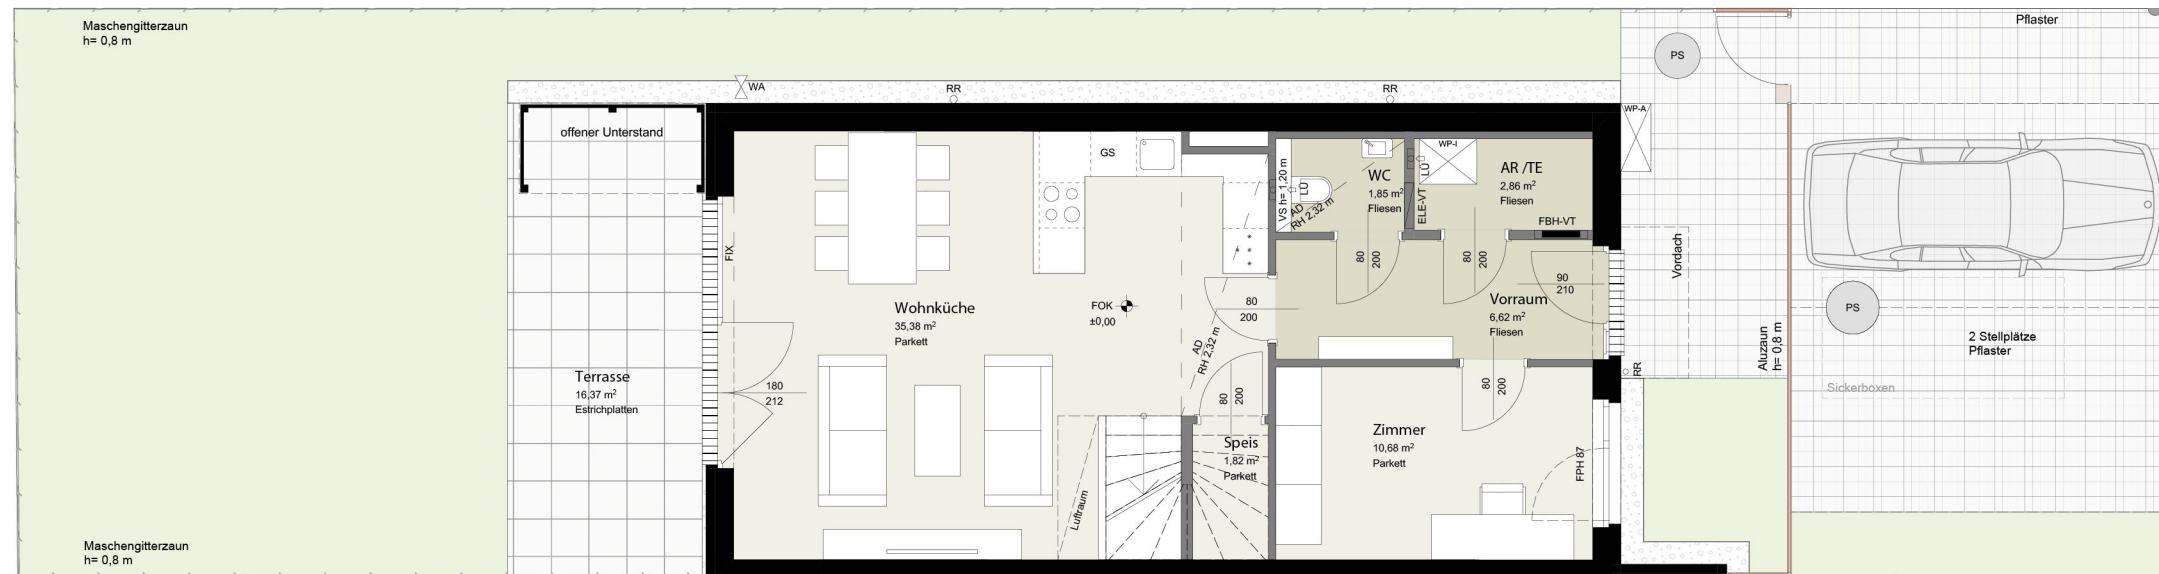 Maschengitterzaun
h= 0,8 m
WA
RR
RR
PS
Pflaster
offener Unterstand
GS
WP-A
WP-I
VS h= 1,20 m
LÜ
WC
1,85 m²
Fliesen
AD
RH 2,32 m
LÜ
ELE-VT
AR /TE
2,86 m²
Fliesen
FBH-VT
FIX
80
200
80
200
90
210
Vordach
Wohnküche
35,38 m²
Parkett
FOK
±0,00
80
200
Vorraum
6,62 m²
Fliesen
PS
2 Stellplätze
Pflaster
Aluzaun
h= 0,8 m
AD
RH 2,32 m
RR
Sickerboxen
Terrasse
16,37 m²
Estrichplatten
180
212
80
200
80
200
Speis
1,82 m²
Parkett
Zimmer
10,68 m²
Parkett
FPH 87
Luftraum
Maschengitterzaun
h= 0,8 m